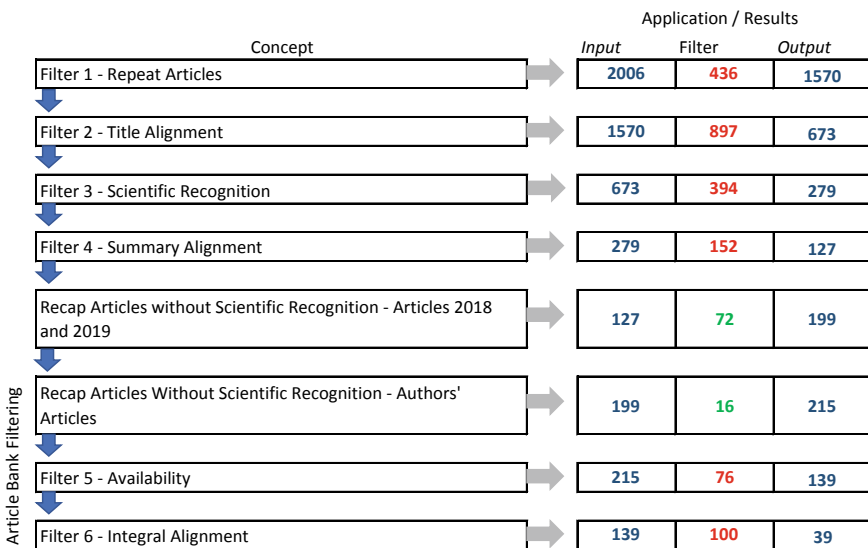 Application / Results
Concept Input Filter Output
Filter 1 - Repeat Articles 2006 436 1570
Filter 2 - Title Alignment 1570 897 673
Filter 3 - Scientific Recognition 673 394 279
Filter 4 - Summary Alignment 279 152 127
Recap Articles without Scientific Recognition - Articles 2018
and 2019
127 72 199
Recap Articles Without Scientific Recognition - Authors'
Articles
199 16 215
Filter 5 - Availability 215 76 139
Filter 6 - Integral Alignment 139 100 39
Article Bank Filtering